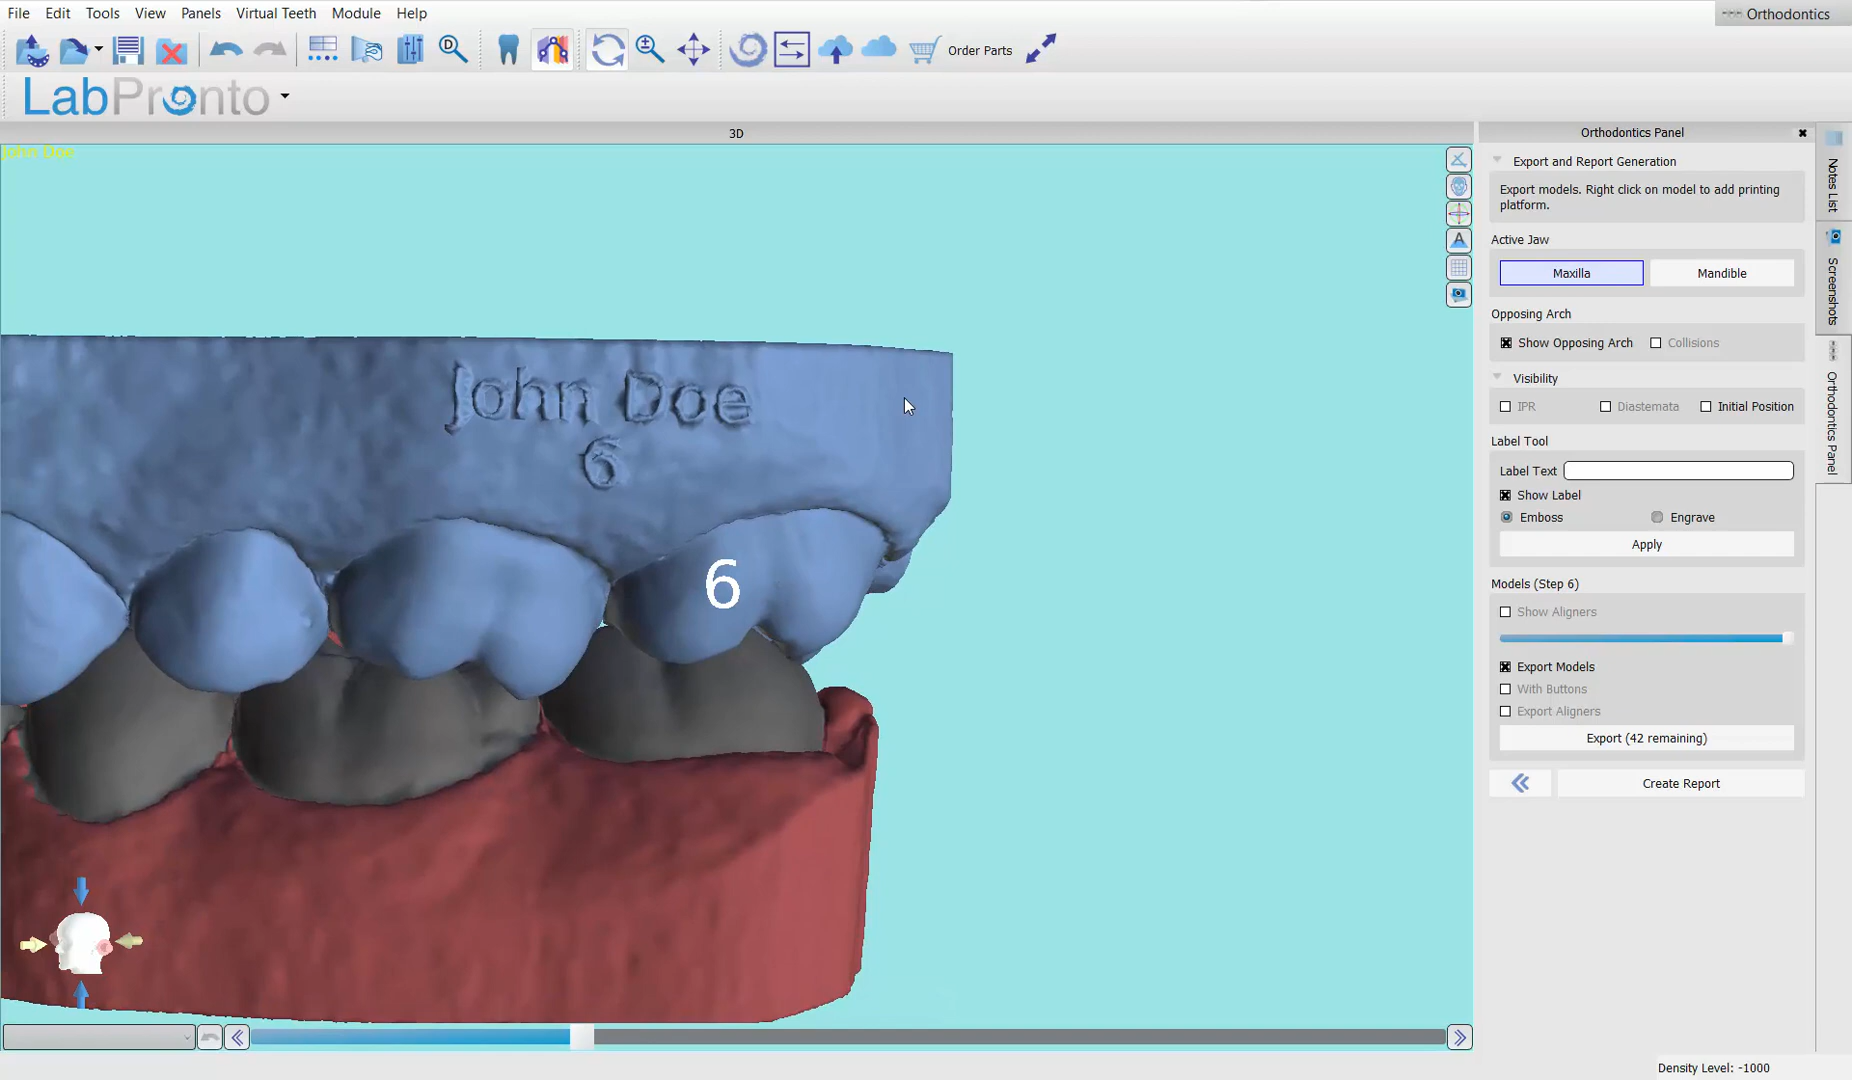 File Edit Tools View Panels Virtual Teeth Module Help
Orthodontics
D
Order Parts
LabPronto
3D
Orthodontics Panel
John Doe
Export and Report Generation
Export models. Right click on model to add printing
platform.
Active Jaw
Maxilla Mandible
Opposing Arch
Show Opposing Arch Collisions
Visibility
IPR Diastemata Initial Position
Label Tool
Label Text
Show Label
Emboss Engrave
Apply
Models (Step 6)
Show Aligners
Export Models
With Buttons
Export Aligners
Export (42 remaining)
Create Report
Notes List
Screenshots
Orthodontics Panel
A
John Doe
6
6
Density Level: -1000